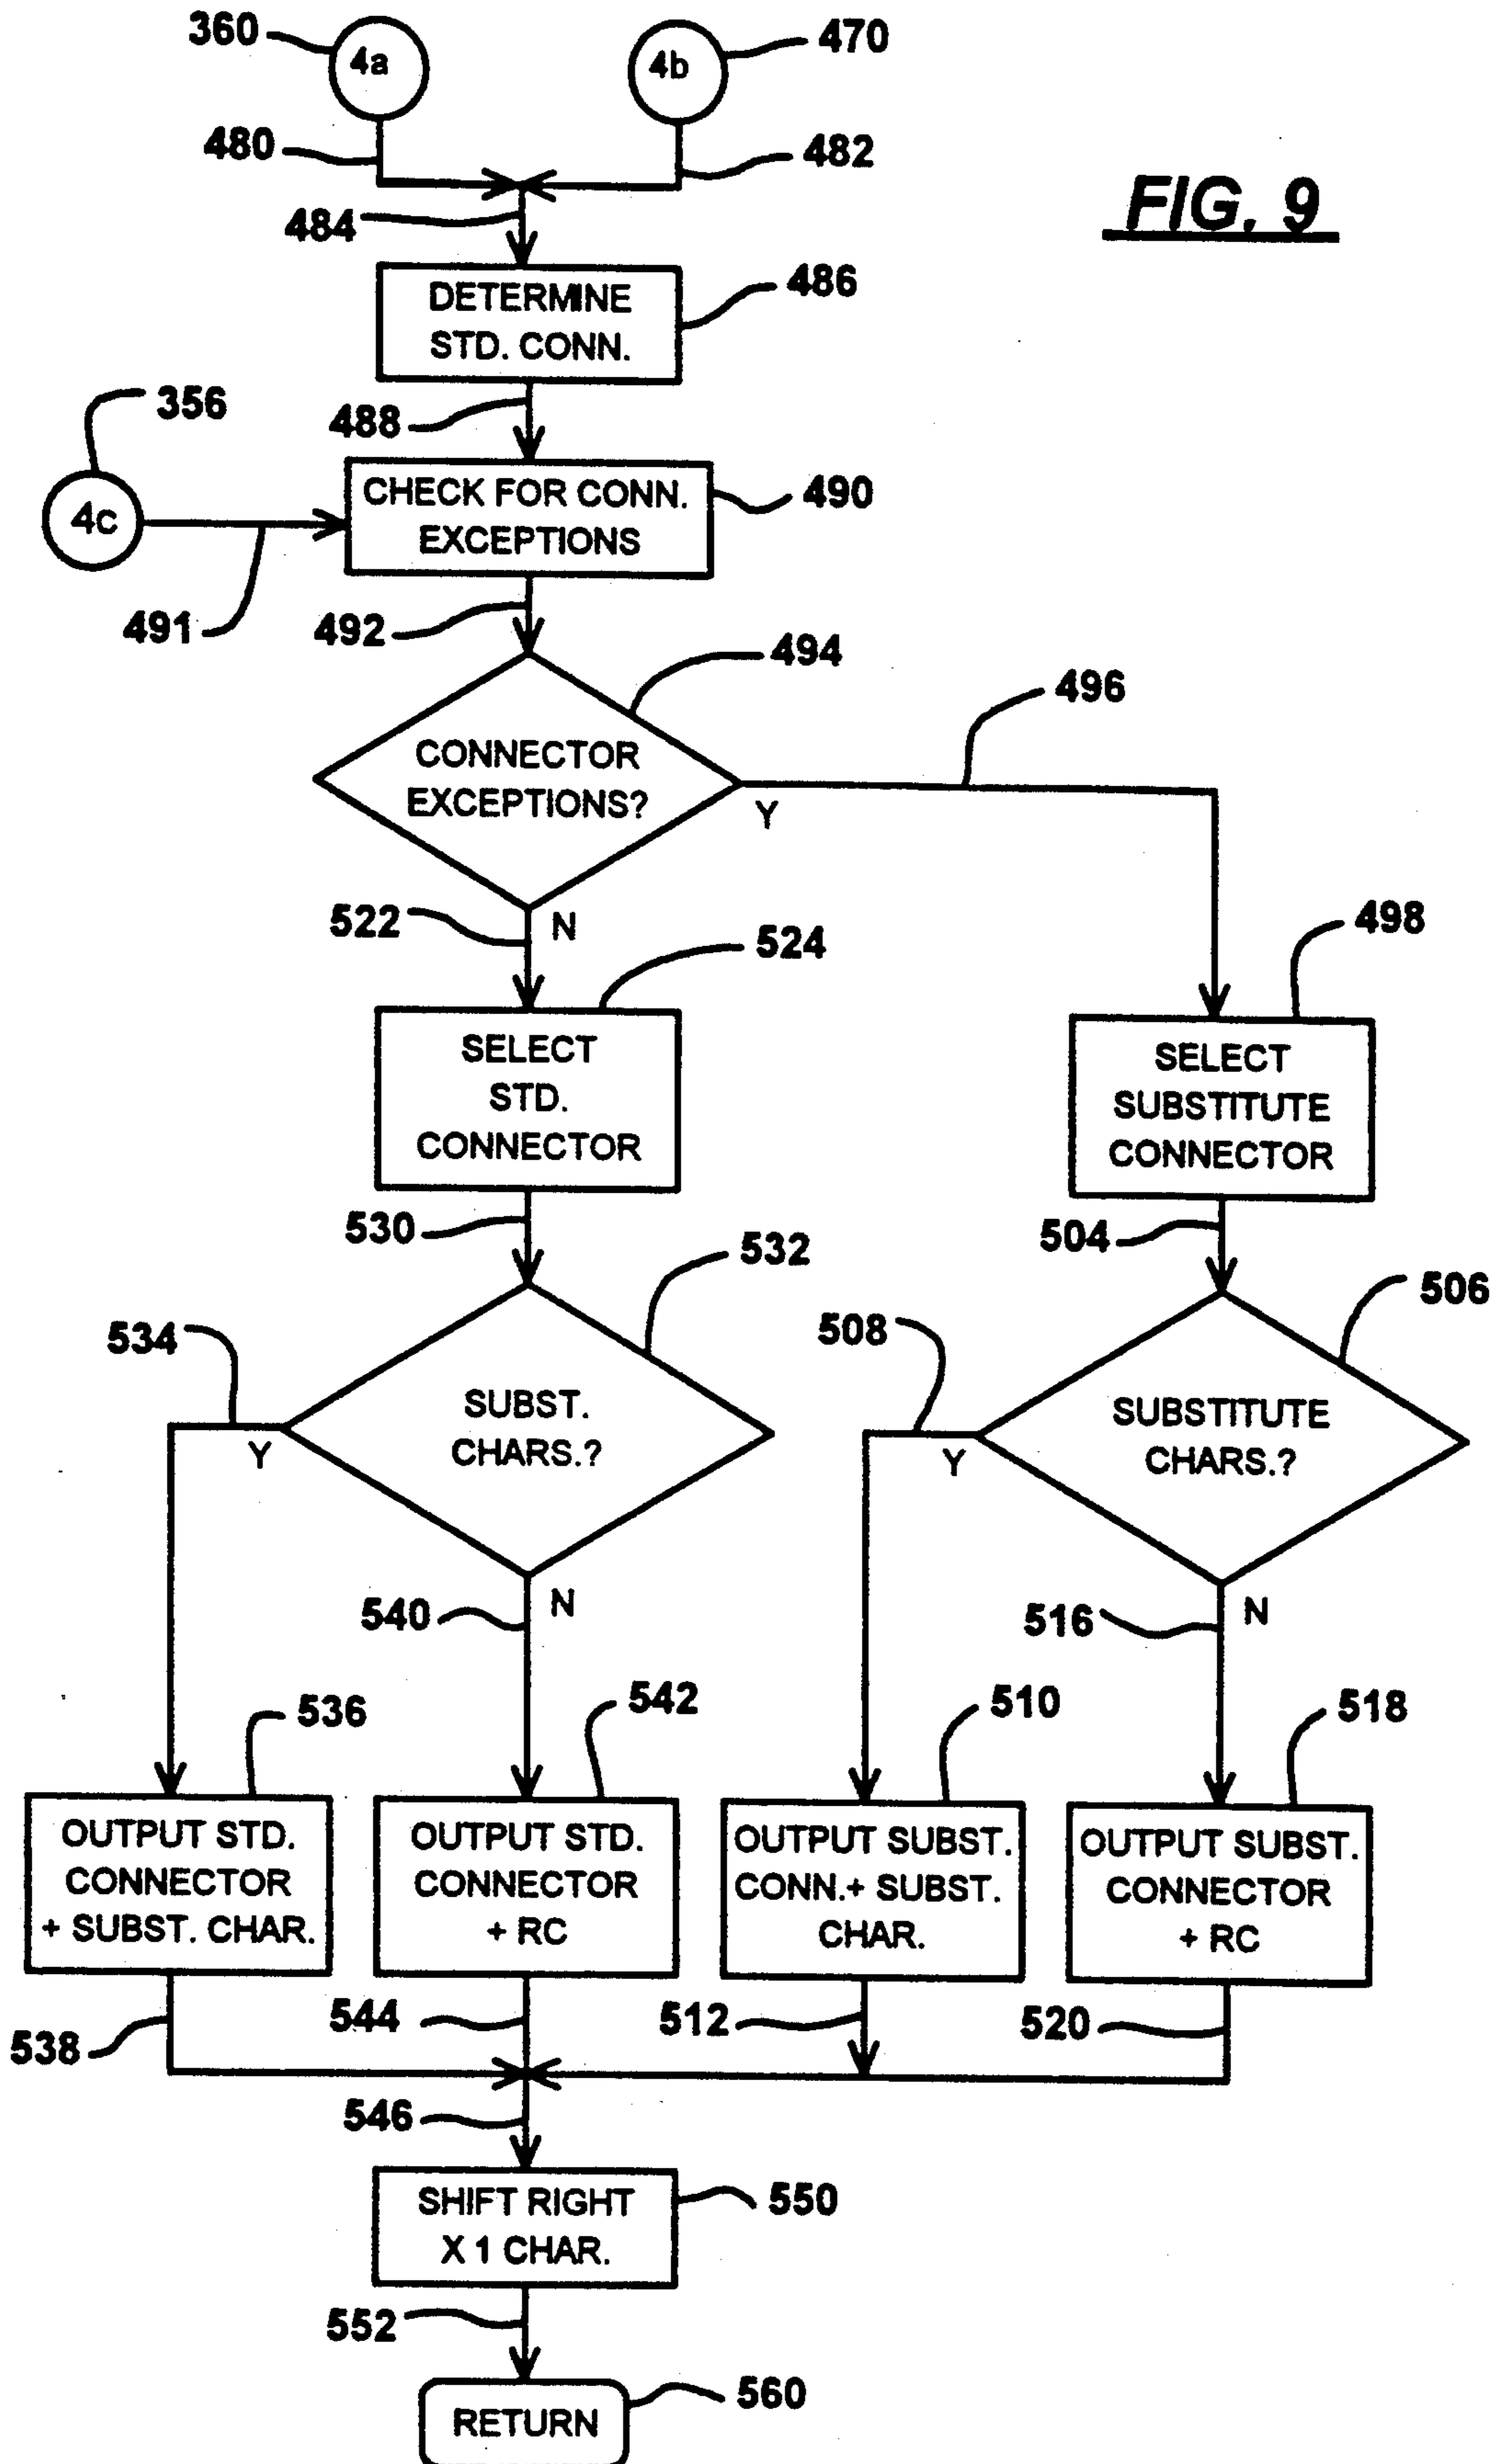 360
4a
4b
470
480
482
FIG. 9
484
DETERMINE
STD. CONN.
486
356
488
4c
CHECK FOR CONN.
EXCEPTIONS
490
491
492
494
496
CONNECTOR
EXCEPTIONS?
Y
522
N
524
498
SELECT
STD.
CONNECTOR
SELECT
SUBSTITUTE
CONNECTOR
530
504
532
506
534
508
SUBST.
CHARS.?
SUBSTITUTE
CHARS.?
Y
Y
540
N
516
N
536
542
510
518
OUTPUT STD.
CONNECTOR
+ SUBST. CHAR.
OUTPUT STD.
CONNECTOR
+ RC
OUTPUT SUBST.
CONN.+ SUBST.
CHAR.
OUTPUT SUBST.
CONNECTOR
+ RC
538
544
512
520
546
SHIFT RIGHT
X 1 CHAR.
550
552
RETURN
560